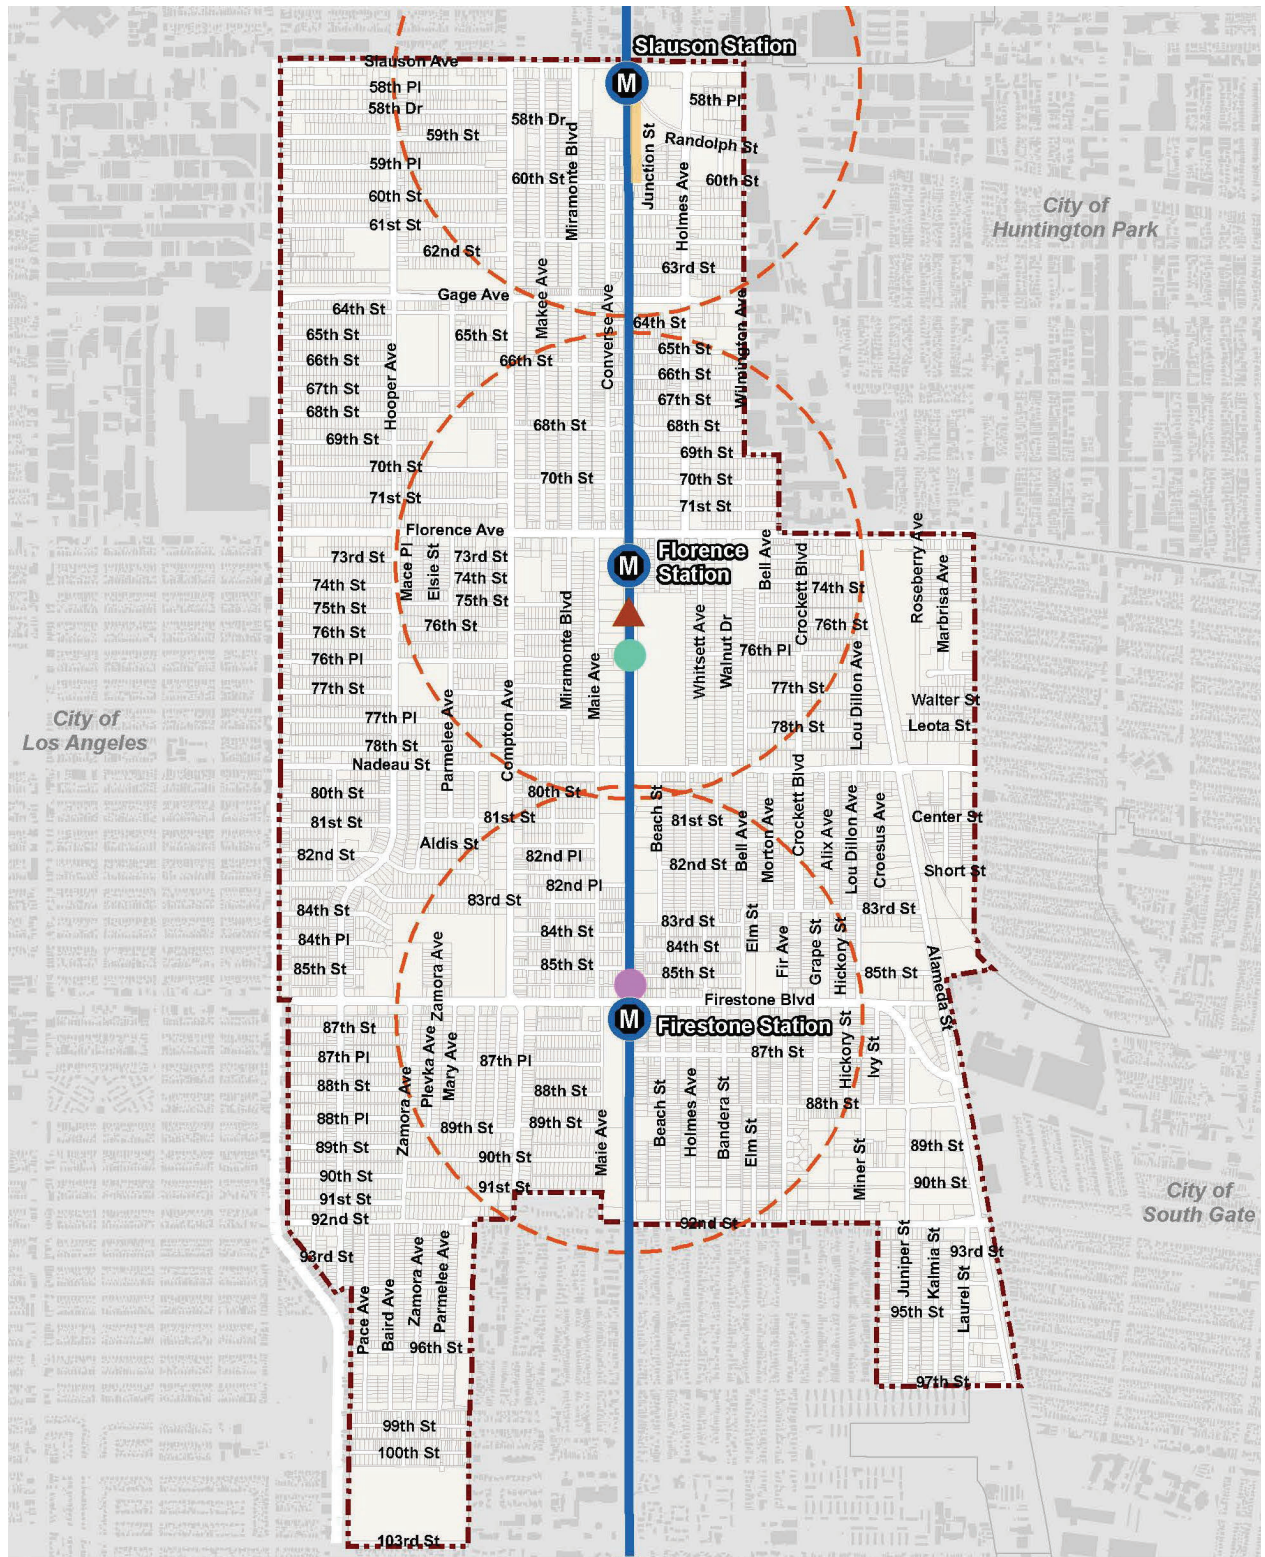 Slauson Station
Slauson Ave
M
58th Pl
58th Pl
58th Dr
58th Dr
59th St
Randolph St
Miramonte Blvd
Junction St
59th Pl
60th St
60th St
60th St
Holmes Ave
61st St
City of
Huntington Park
62nd St
63rd St
Gage Ave
Makee Ave
Converse Ave
Wilmington Ave
64th St
64th St
65th St
65th St
65th St
66th St
66th St
66th St
Hooper Ave
67th St
67th St
68th St
68th St
68th St
69th St
69th St
70th St
70th St
70th St
71st St
71st St
Florence Ave
Florence
Station
M
73rd St
Mace Pl
Elsie St
73rd St
Bell Ave
Crockett Blvd
Roseberry Ave
Marbrisa Ave
74th St
74th St
74th St
75th St
75th St
76th St
76th St
76th St
Miramonte Blvd
Maie Ave
Whitsett Ave
Walnut Dr
76th Pl
76th Pl
Lou Dillon Ave
77th St
77th St
Walter St
City of
Los Angeles
77th Pl
Parmelee Ave
Compton Ave
78th St
Leota St
78th St
Nadeau St
80th St
80th St
Beach St
Crockett Blvd
81st St
81st St
81st St
Bell Ave
Morton Ave
Alix Ave
Lou Dillon Ave
Croesus Ave
Center St
Aldis St
82nd St
82nd Pl
82nd St
Short St
82nd Pl
83rd St
84th St
83rd St
83rd St
Elm St
Fir Ave
Grape St
Hickory St
84th St
84th St
84th Pl
85th St
85th St
85th St
85th St
Zamora Ave
Alameda St
Firestone Blvd
M
Firestone Station
87th St
87th Pl
87th Pl
87th St
Plevka Ave
Mary Ave
Hickory St
Ivy St
88th St
88th St
88th St
Zamora Ave
88th Pl
89th St
89th St
Maie Ave
Beach St
Holmes Ave
Bandera St
Elm St
Miner St
89th St
89th St
90th St
90th St
90th St
91st St
91st St
92nd St
92nd St
City of
South Gate
93rd St
93rd St
Juniper St
Kalmia St
Laurel St
Pace Ave
Baird Ave
Zamora Ave
Parmelee Ave
95th St
96th St
97th St
99th St
100th St
103rd St